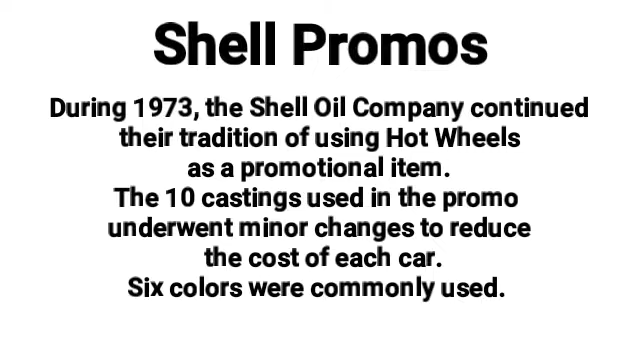 Shell Promos
During 1973, the Shell Oil Company continued
their tradition of using Hot Wheels
as a promotional item.
The 10 castings used in the promo
underwent minor changes to reduce
the cost of each car.
Six colors were commonly used.